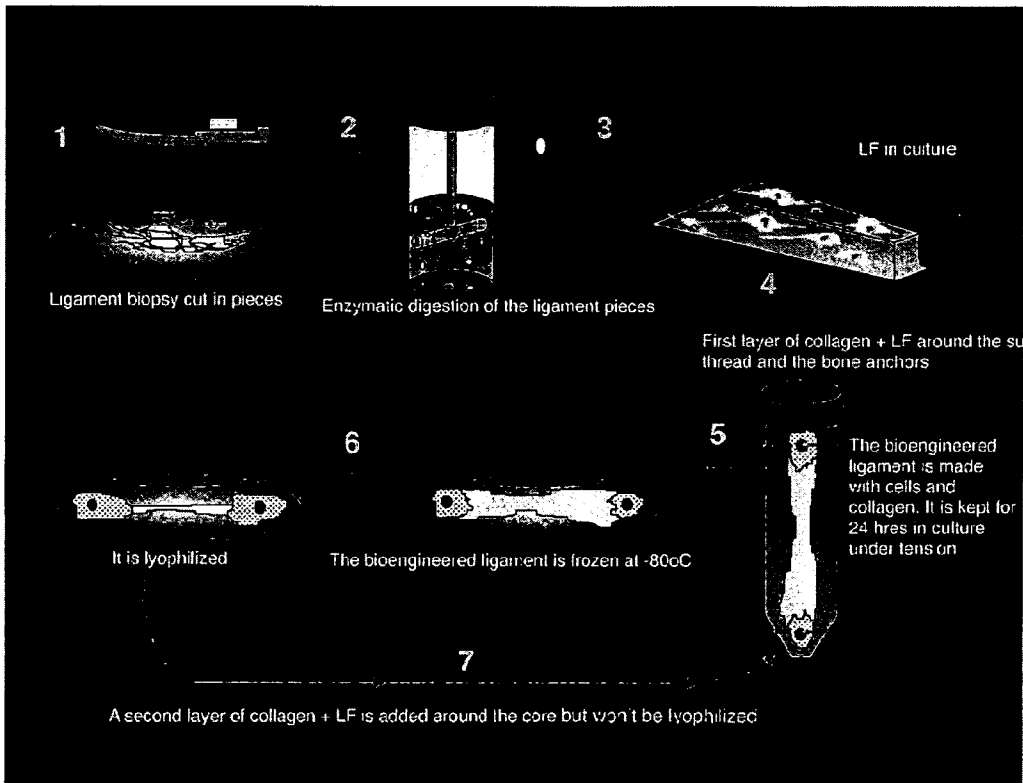 1
2
3
LF in culture
Ligament biopsy cut in pieces
Enzymatic digestion of the ligament pieces
4
First layer of collagen + LF around the su
thread and the bone anchors
5
The bioengineered
ligament is made
with cells and
collagen. It is kept for
24 hres in culture
under tension
6
It is lyophilized
The bioengineered ligament is frozen at -80oC
7
A second layer of collagen + LF is added around the core but won't be lyophilized